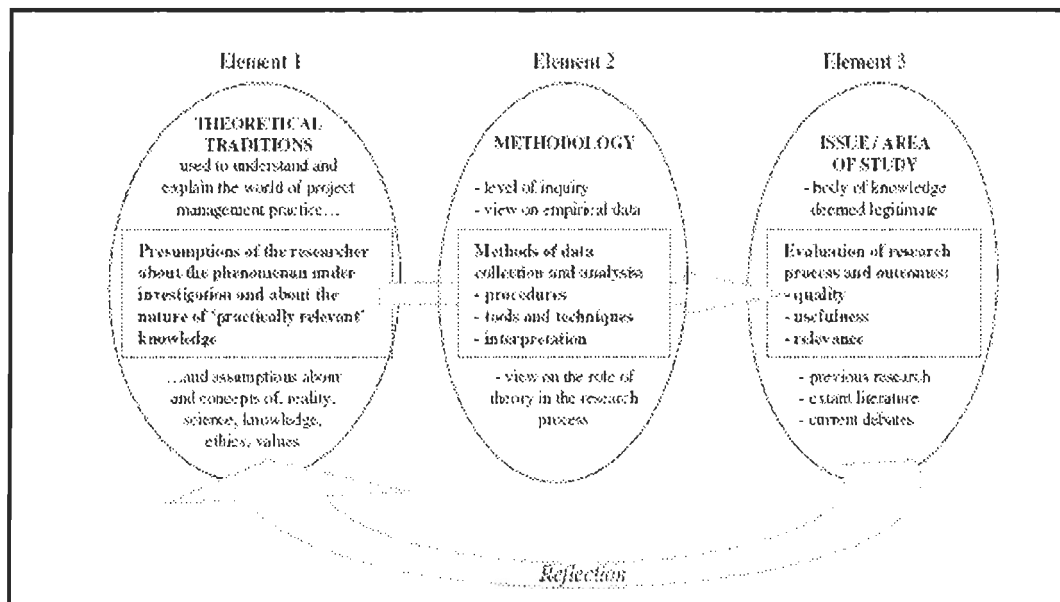 Element 1
THEORETICAL
TRADITIONS
used to understand and
explain the world of project
management practice…
Presumptions of the researcher
about the phenomenon under
investigation and about the
nature of 'practically relevant'
knowledge
…and assumptions about
and concepts of, reality,
science, knowledge,
ethics, values
Element 2
METHODOLOGY
- level of inquiry
- view on empirical data
Methods of data
collection and analysis:
- procedures
- tools and techniques
- interpretation
- view on the role of
theory in the research
process
Element 3
ISSUE / AREA
OF STUDY
- body of knowledge
deemed legitimate
Evaluation of research
process and outcomes:
- quality
- usefulness
- relevance
- previous research
- extant literature
- current debates
Reflection